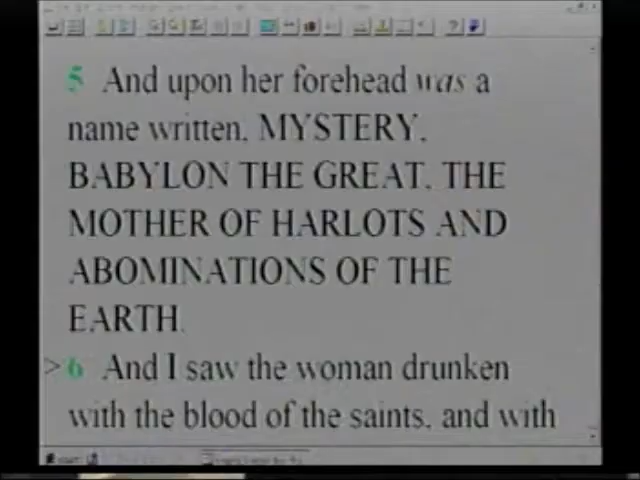 5 And upon her forehead was a
name written, MYSTERY,
BABYLON THE GREAT, THE
MOTHER OF HARLOTS AND
ABOMINATIONS OF THE
EARTH.
>6 And I saw the woman drunken
with the blood of the saints, and with